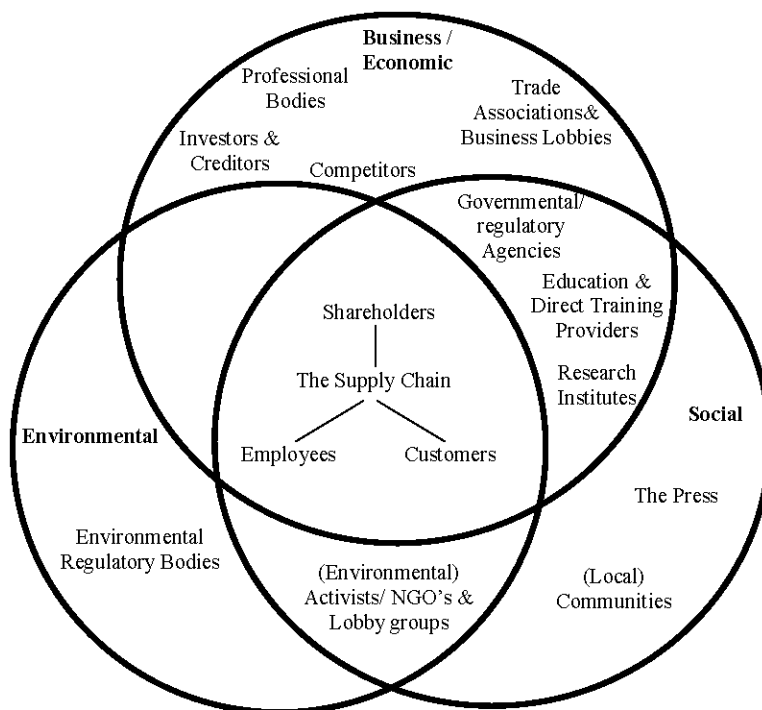 Business /
Economic
Professional
Bodies
Trade
Associations&
Business Lobbies
Investors &
Creditors
Competitors
Governmental/
regulatory
Agencies
Education &
Direct Training
Providers
Shareholders
The Supply Chain
Research
Institutes
Social
Environmental
Employees
Customers
The Press
Environmental
Regulatory Bodies
(Environmental)
Activists/ NGO's &
Lobby groups
(Local)
Communities